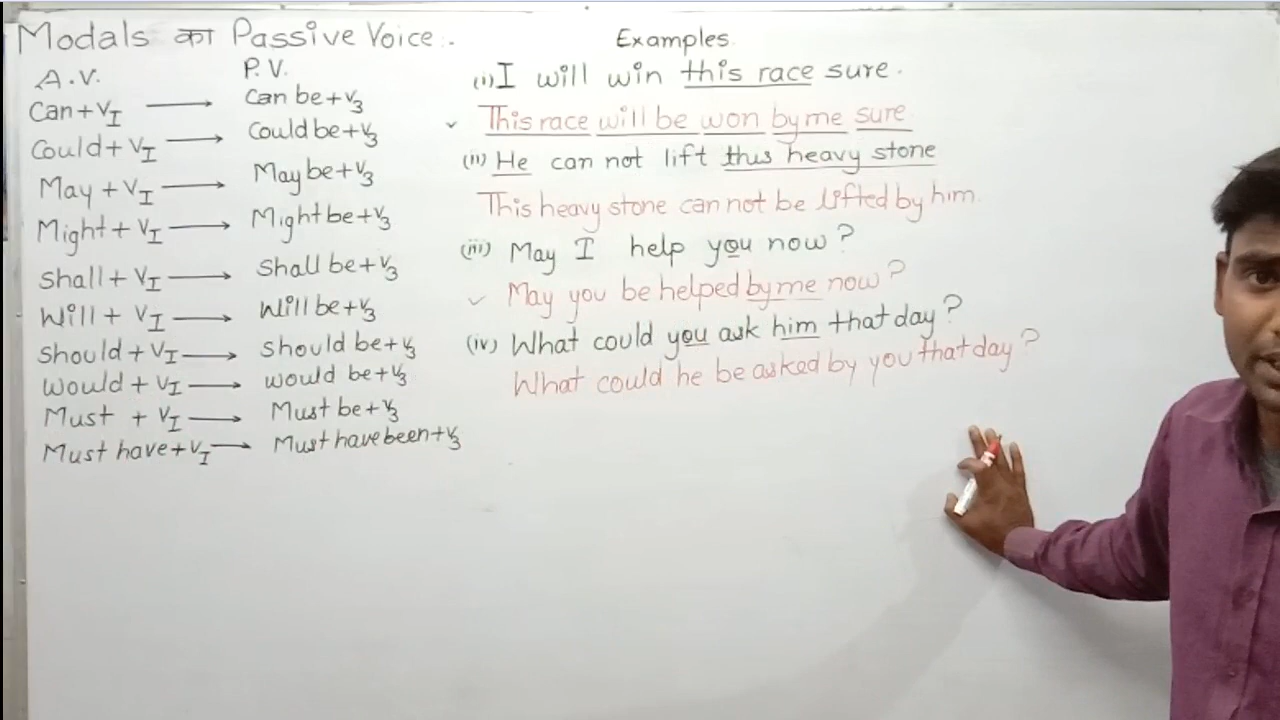 Modals का Passive Voice :-
A.V. P.V.
Can + VI → Can be + V3
Could + VI → Could be + V3
May + VI → May be + V3
Might + VI → Might be + V3
Shall + VI → Shall be + V3
Will + VI → Will be + V3
Should + VI → Should be + V3
Would + VI → Would be + V3
Must + VI → Must be + V3
Must have + VI → Must have been + V3
Examples
(i) I will win this race sure.
This race will be won by me sure
(ii) He can not lift this heavy stone
This heavy stone can not be lifted by him.
(iii) May I help you now?
May you be helped by me now?
(iv) What could you ask him that day?
What could he be asked by you that day?